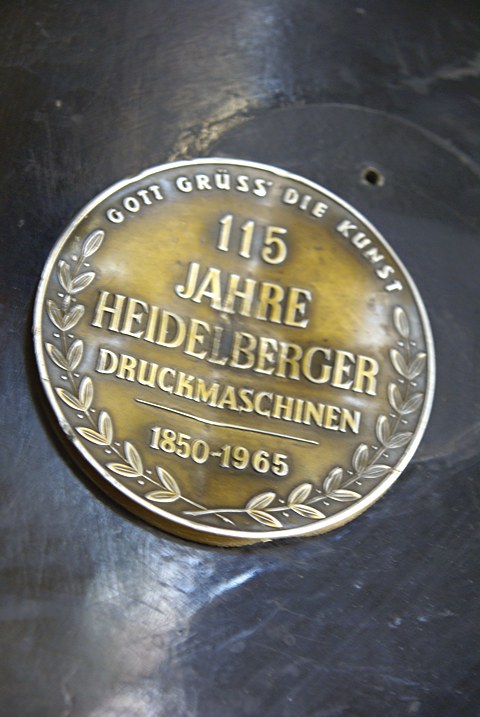 GOTT GRÜSS' DIE KUNST
115
JAHRE
HEIDELBERGER
DRUCKMASCHINEN
1850-1965